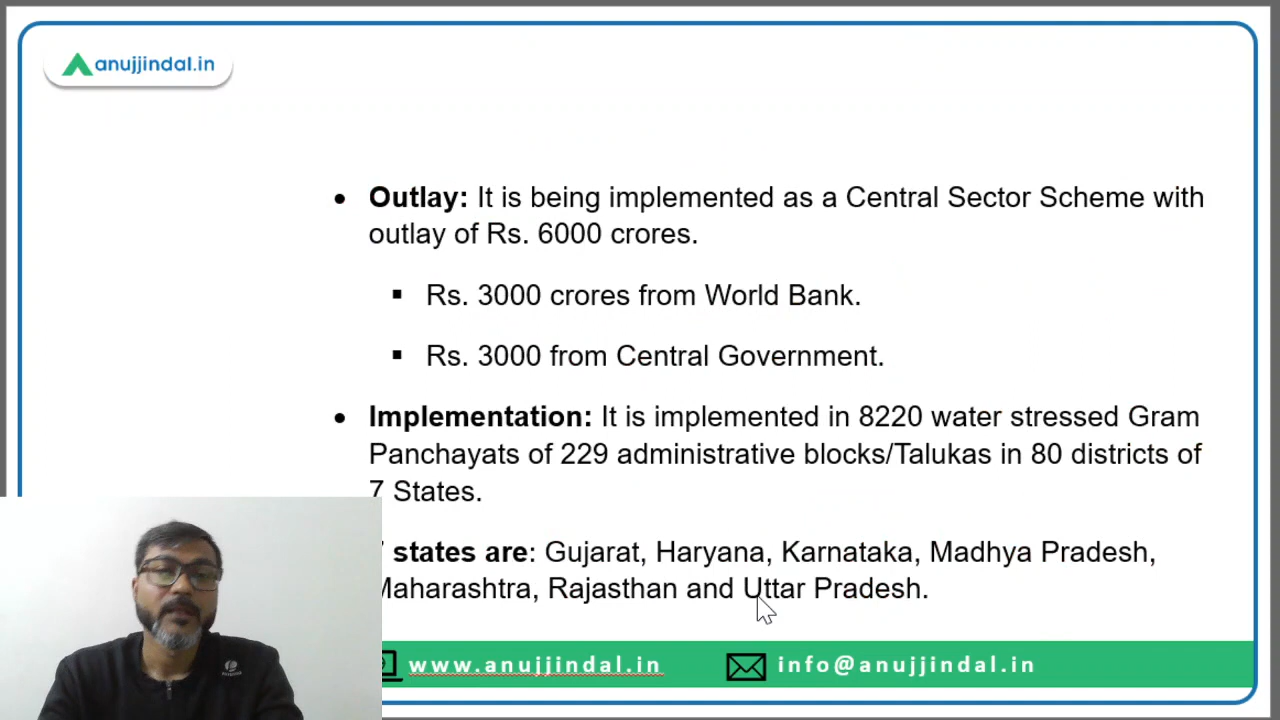 anujjindal.in
• Outlay: It is being implemented as a Central Sector Scheme with
outlay of Rs. 6000 crores.
▪ Rs. 3000 crores from World Bank.
▪ Rs. 3000 from Central Government.
• Implementation: It is implemented in 8220 water stressed Gram
Panchayats of 229 administrative blocks/Talukas in 80 districts of
7 States.
7 states are: Gujarat, Haryana, Karnataka, Madhya Pradesh,
Maharashtra, Rajasthan and Uttar Pradesh.
www.anujjindal.in
info@anujjindal.in